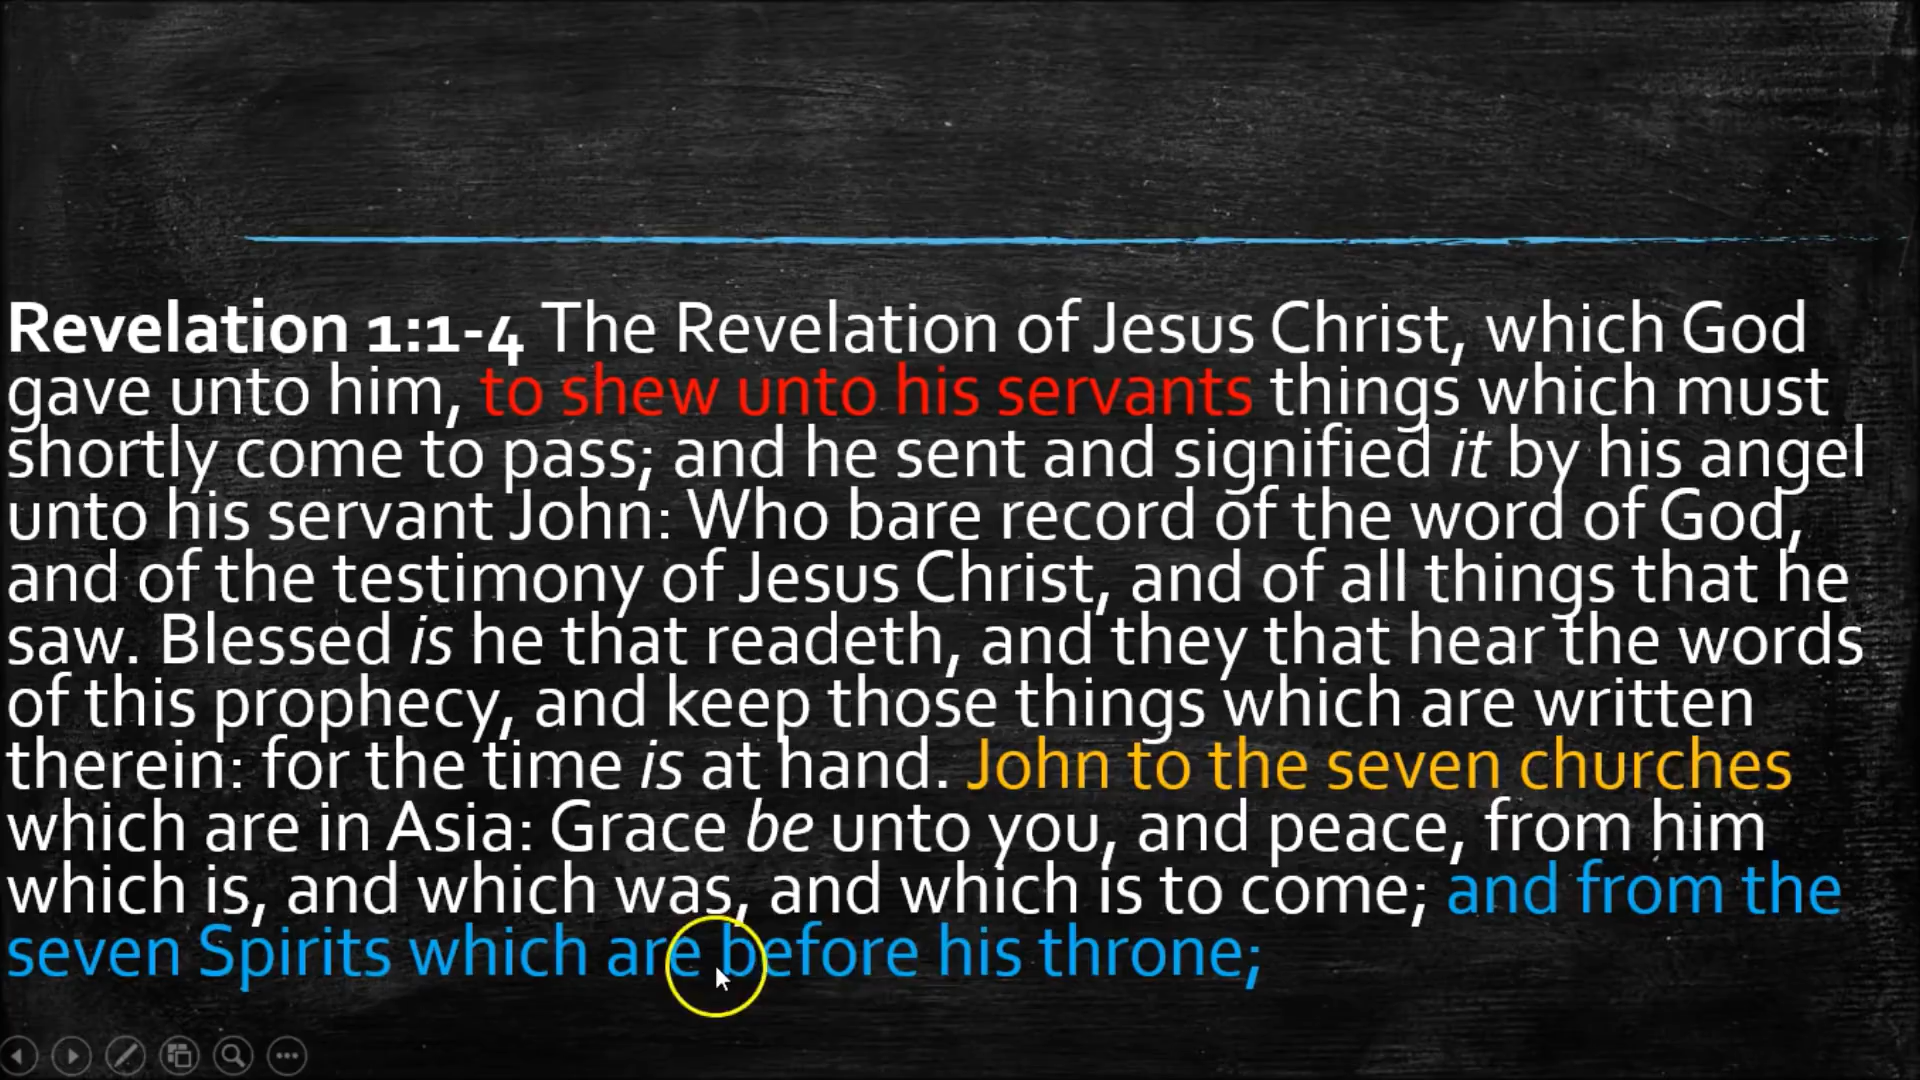 Revelation 1:1-4 The Revelation of Jesus Christ, which God
gave unto him, to shew unto his servants things which must
shortly come to pass; and he sent and signified it by his angel
unto his servant John: Who bare record of the word of God,
and of the testimony of Jesus Christ, and of all things that he
saw. Blessed is he that readeth, and they that hear the words
of this prophecy, and keep those things which are written
therein: for the time is at hand. John to the seven churches
which are in Asia: Grace be unto you, and peace, from him
which is, and which was, and which is to come; and from the
seven Spirits which are before his throne;